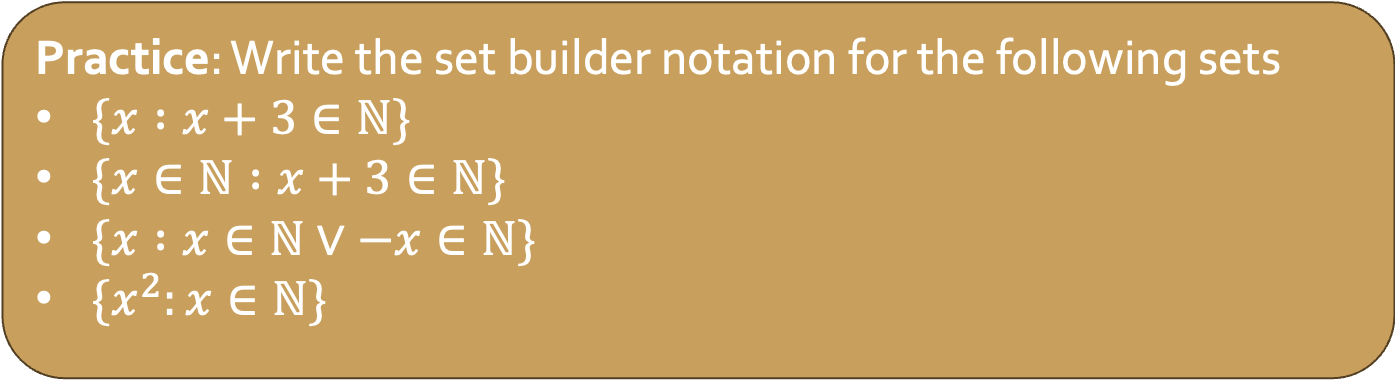 Practice: Write the set builder notation for the following sets
• {𝑥 ∶ 𝑥 + 3 ∈ ℕ}
• {𝑥 ∈ ℕ ∶ 𝑥 + 3 ∈ ℕ}
• {𝑥 ∶ 𝑥 ∈ ℕ ∨ −𝑥 ∈ ℕ}
• {𝑥²: 𝑥 ∈ ℕ}